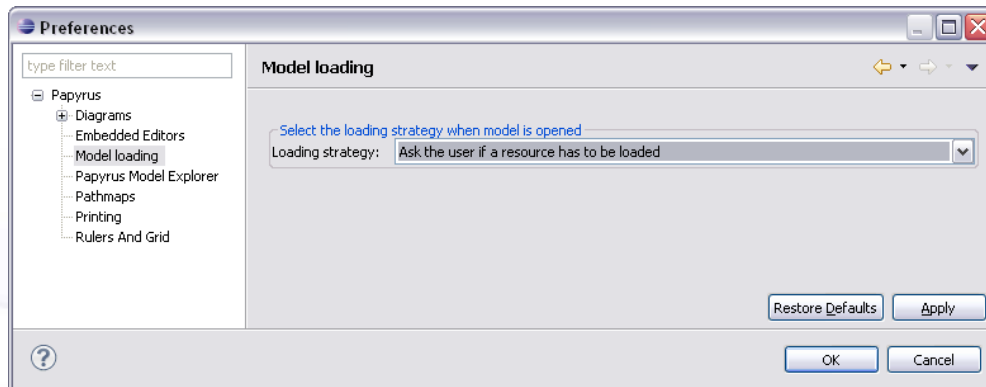 Preferences
type filter text
Model loading
Papyrus
Diagrams
Embedded Editors
Model loading
Papyrus Model Explorer
Pathmaps
Printing
Rulers And Grid
Select the loading strategy when model is opened
Loading strategy: Ask the user if a resource has to be loaded
Restore Defaults Apply
OK Cancel